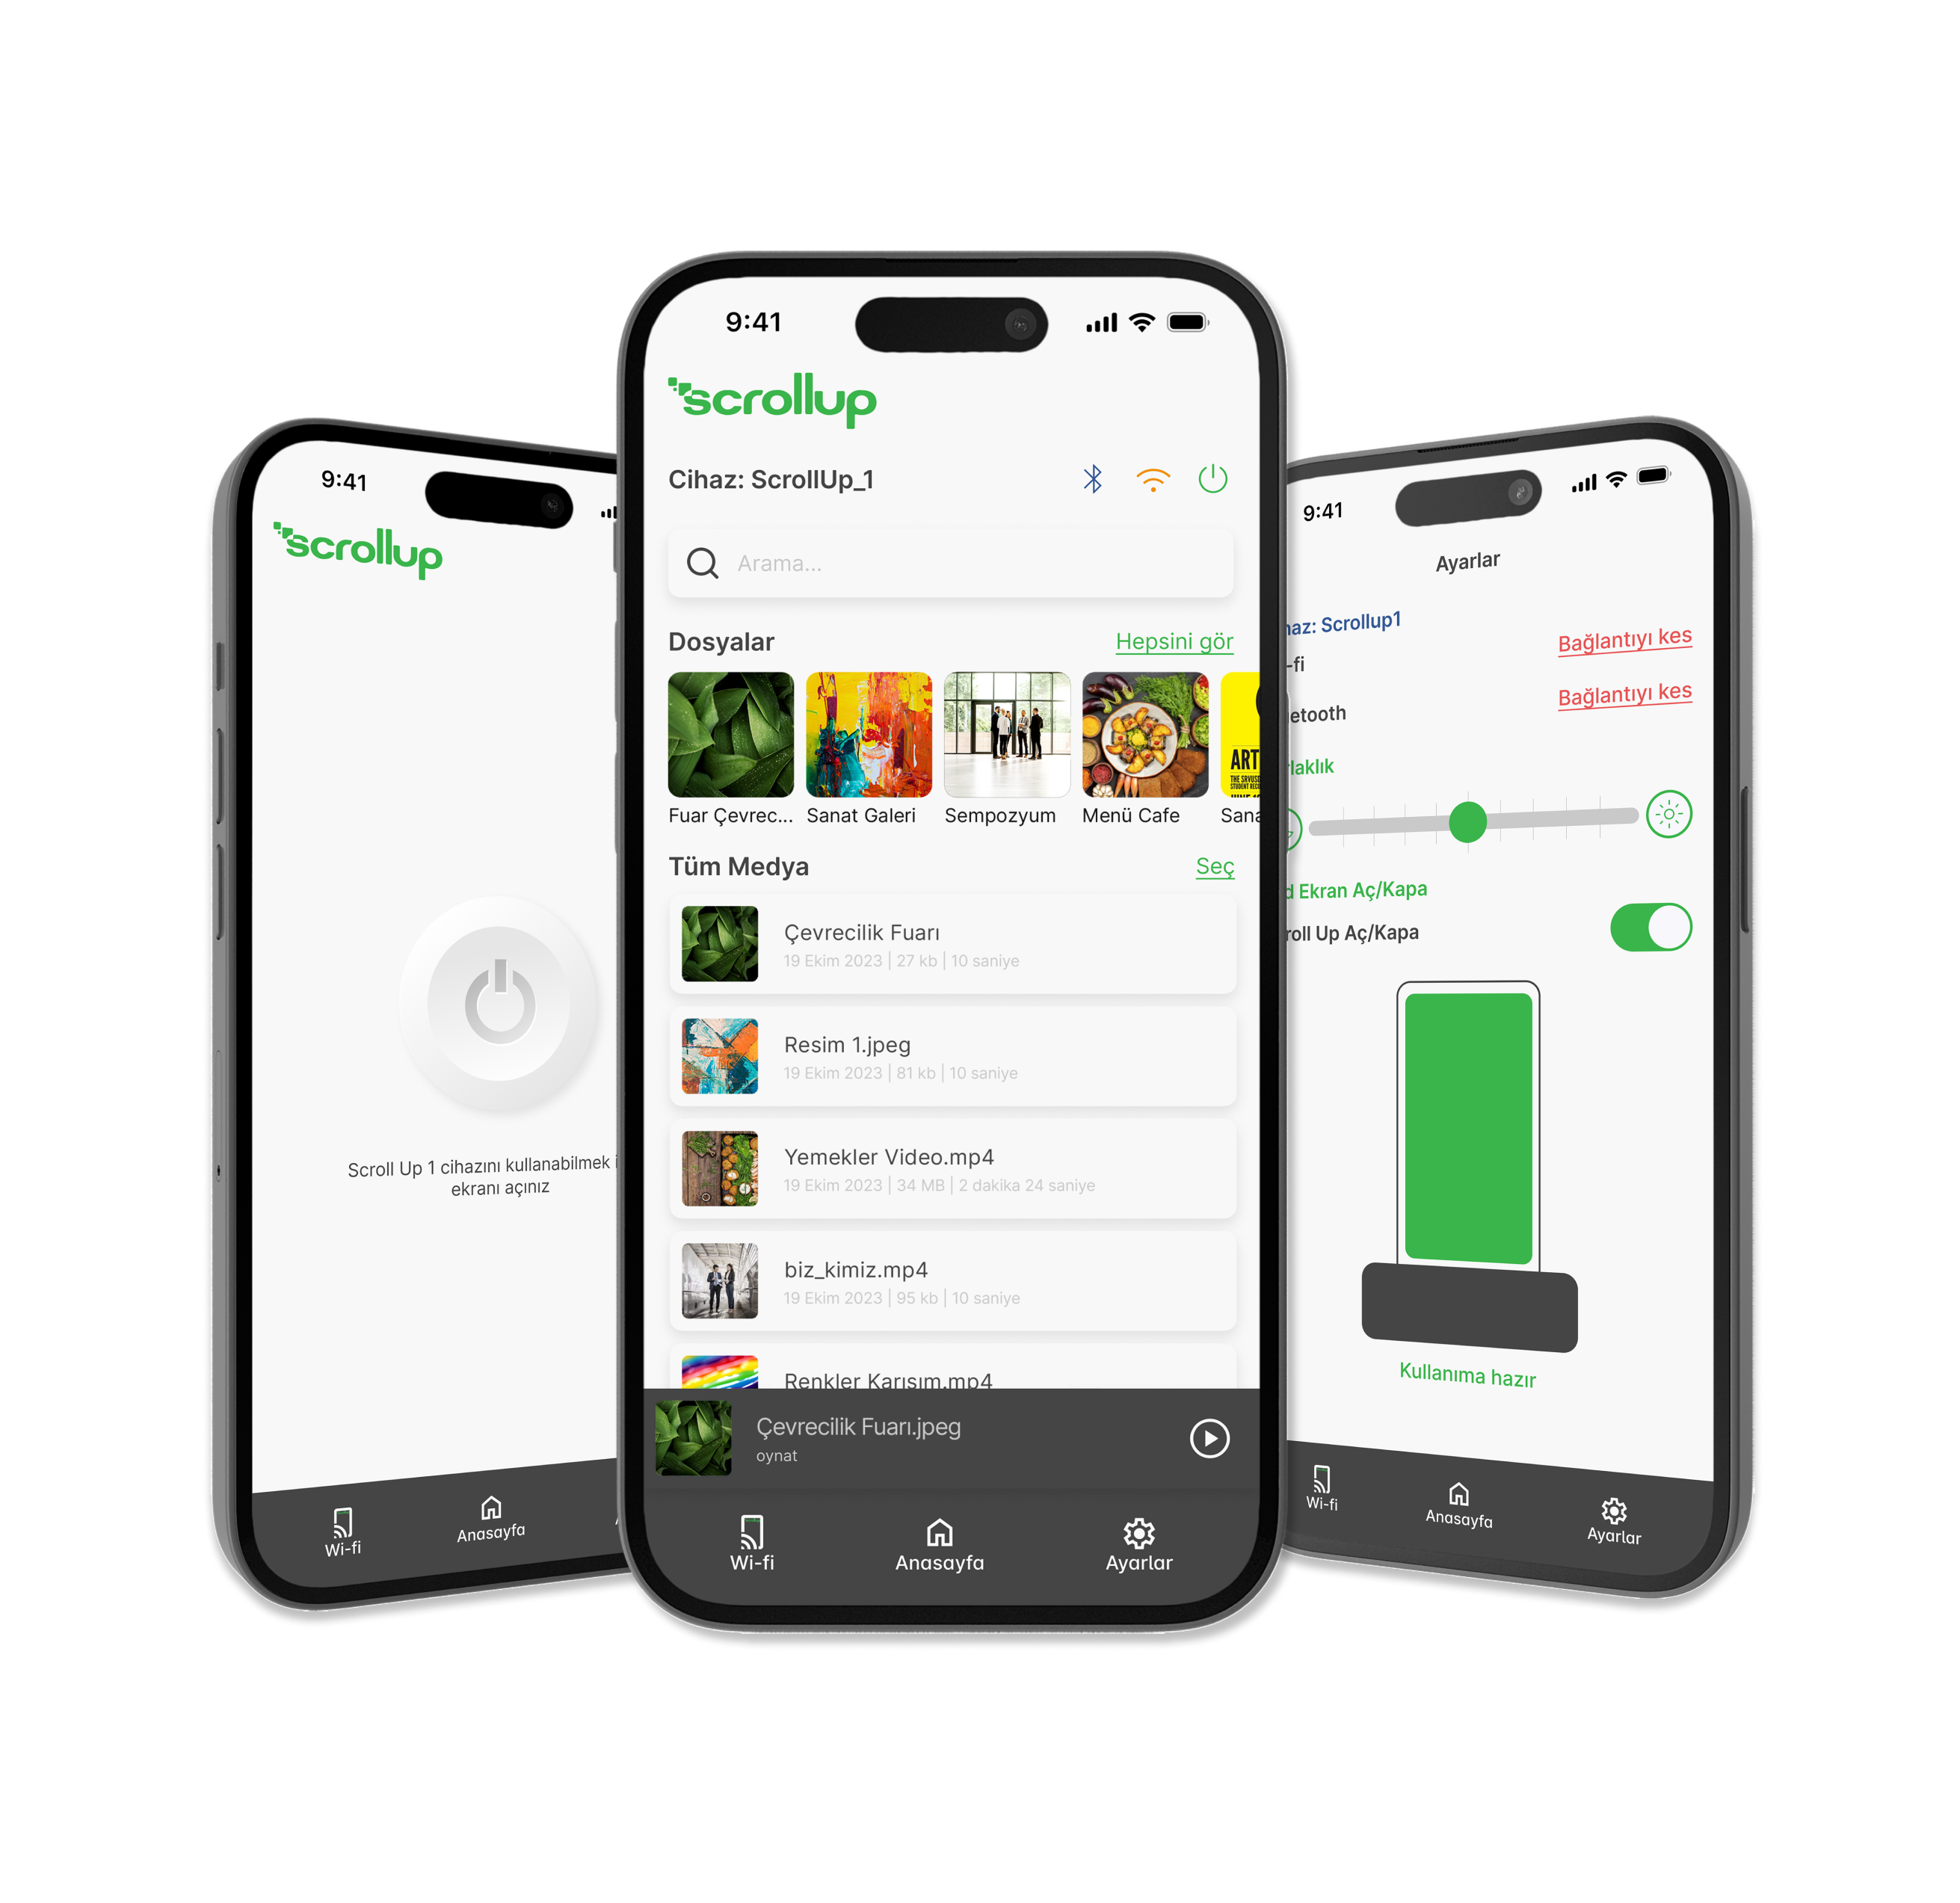 9:41
scrollup
Scroll Up 1 cihazını kullanabilmek
ekranı açınız
Wi-fi
Anasayfa
9:41
scrollup
Cihaz: ScrollUp_1
Arama...
Dosyalar
Hepsini gör
ART
THE SRVUSD
STUDENT REC
Fuar Çevrec...
Sanat Galeri
Sempozyum
Menü Cafe
Sana
Tüm Medya
Seç
Çevrecilik Fuarı
19 Ekim 2023 | 27 kb | 10 saniye
Resim 1.jpeg
19 Ekim 2023 | 81 kb | 10 saniye
Yemekler Video.mp4
19 Ekim 2023 | 34 MB | 2 dakika 24 saniye
biz_kimiz.mp4
19 Ekim 2023 | 95 kb | 10 saniye
Renkler Karışım.mp4
Çevrecilik Fuarı.jpeg
oynat
Wi-fi
Anasayfa
Ayarlar
9:41
Ayarlar
haz: Scrollup1
Bağlantıyı kes
-fi
Bağlantıyı kes
etooth
laklık
d Ekran Aç/Kapa
roll Up Aç/Kapa
Kullanıma hazır
Wi-fi
Anasayfa
Ayarlar